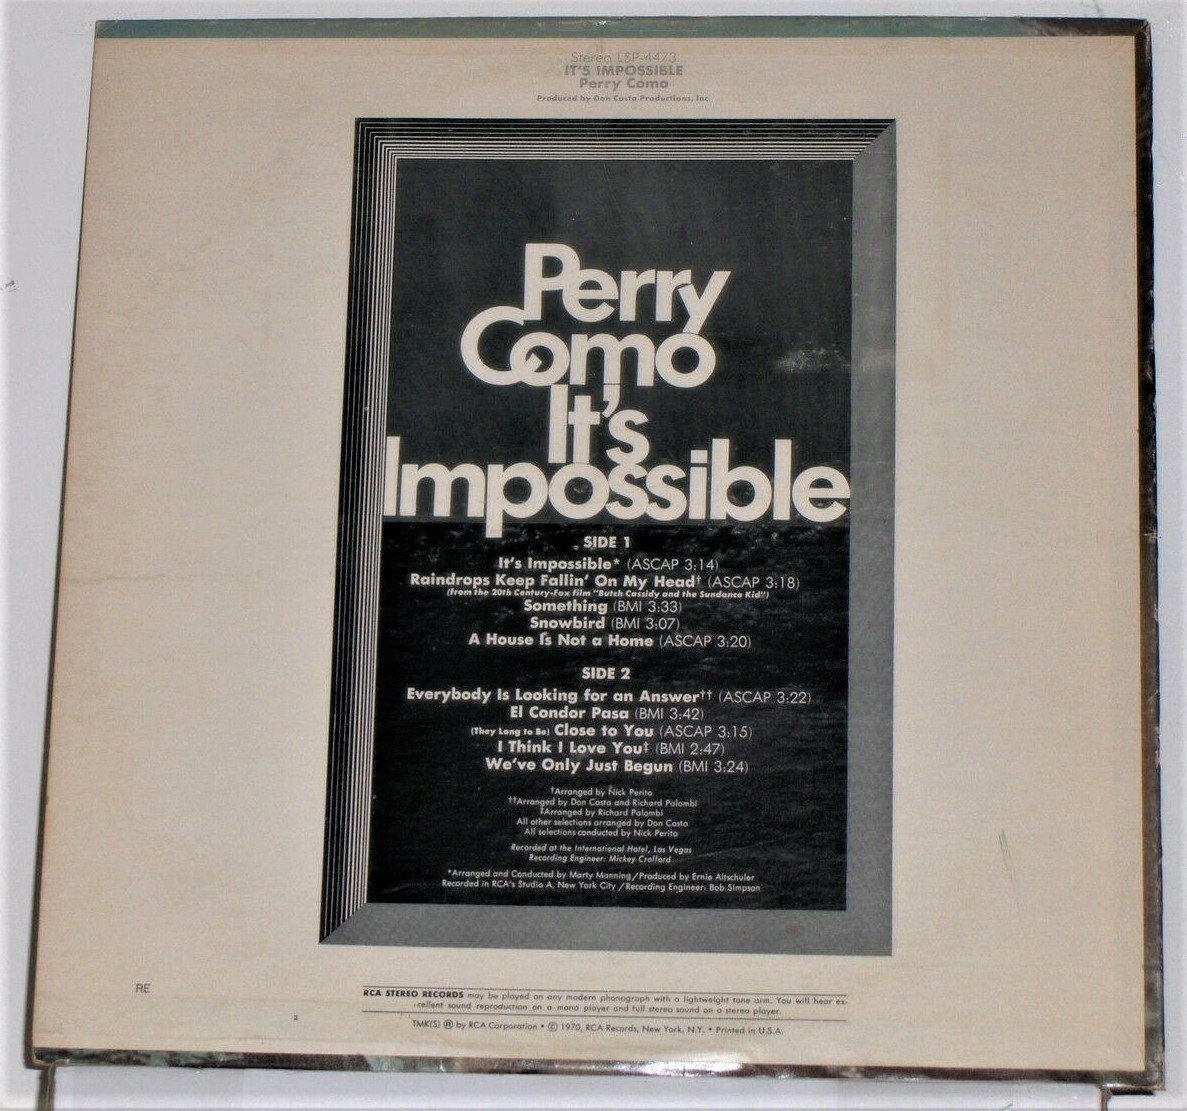 Stereo LSP-4473
IT'S IMPOSSIBLE
Perry Como
Produced by Don Costa Productions, Inc.
Perry
Como
It's
Impossible
SIDE 1
It's Impossible* (ASCAP 3:14)
Raindrops Keep Fallin' On My Head† (ASCAP 3:18)
(from the 20th Century-Fox film "Butch Cassidy and the Sundance Kid")
Something (BMI 3:33)
Snowbird (BMI 3:07)
A House Is Not a Home (ASCAP 3:20)
SIDE 2
Everybody Is Looking for an Answer†† (ASCAP 3:22)
El Condor Pasa (BMI 3:42)
(They Long to Be) Close to You (ASCAP 3:15)
I Think I Love You‡ (BMI 2:47)
We've Only Just Begun (BMI 3:24)
†Arranged by Nick Perito
††Arranged by Don Costa and Richard Palombi
‡Arranged by Richard Palombi
All other selections arranged by Don Costa
All selections conducted by Nick Perito
Recorded at the International Hotel, Las Vegas
Recording Engineer: Mickey Crofford
*Arranged and Conducted by Marty Manning/Produced by Ernie Altschuler
Recorded in RCA's Studio A, New York City /Recording Engineer: Bob Simpson
RE
RCA STEREO RECORDS may be played on any modern phonograph with a lightweight tone arm. You will hear ex-
cellent sound reproduction on a mono player and full stereo sound on a stereo player.
2
TMK(S) ® by RCA Corporation • © 1970, RCA Records, New York, N.Y. • Printed in U.S.A.